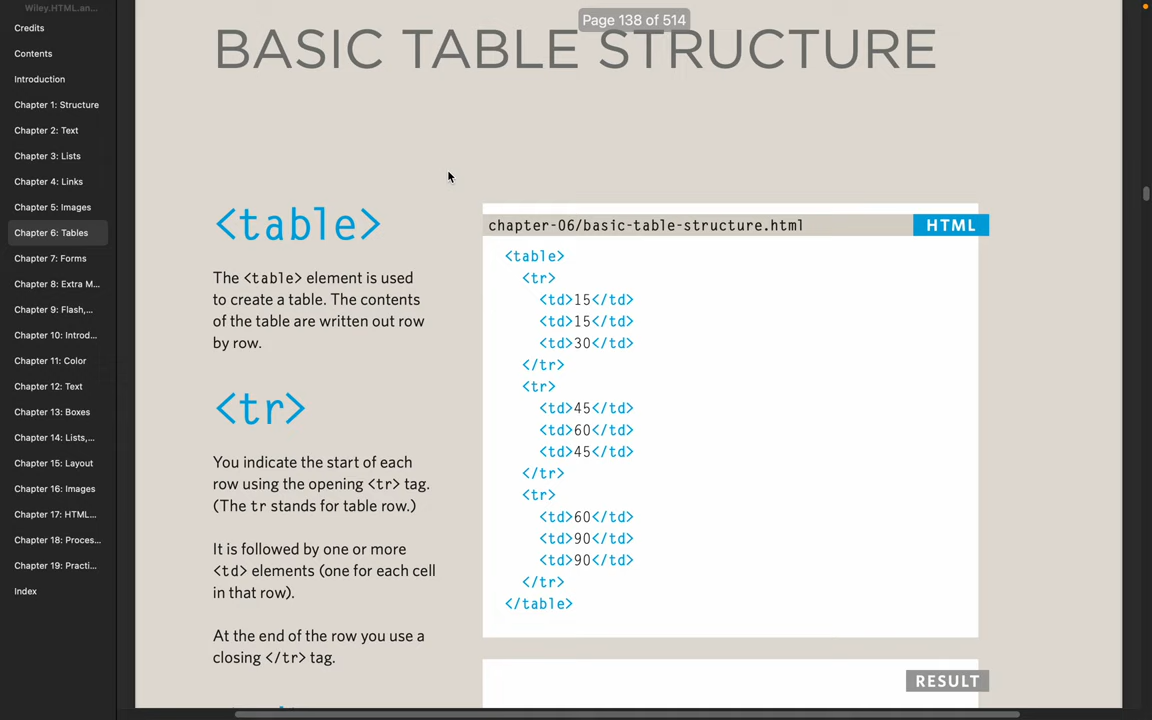 Wiley.HTML.an...
Credits
Contents
Introduction
Chapter 1: Structure
Chapter 2: Text
Chapter 3: Lists
Chapter 4: Links
Chapter 5: Images
Chapter 6: Tables
Chapter 7: Forms
Chapter 8: Extra M...
Chapter 9: Flash,...
Chapter 10: Introd...
Chapter 11: Color
Chapter 12: Text
Chapter 13: Boxes
Chapter 14: Lists,...
Chapter 15: Layout
Chapter 16: Images
Chapter 17: HTML...
Chapter 18: Proces...
Chapter 19: Practi...
Index
Page 138 of 514
BASIC TABLE STRUCTURE
<table>
The <table> element is used
to create a table. The contents
of the table are written out row
by row.
<tr>
You indicate the start of each
row using the opening <tr> tag.
(The tr stands for table row.)
It is followed by one or more
<td> elements (one for each cell
in that row).
At the end of the row you use a
closing </tr> tag.
chapter-06/basic-table-structure.html
HTML
<table>
<tr>
<td>15</td>
<td>15</td>
<td>30</td>
</tr>
<tr>
<td>45</td>
<td>60</td>
<td>45</td>
</tr>
<tr>
<td>60</td>
<td>90</td>
<td>90</td>
</tr>
</table>
RESULT